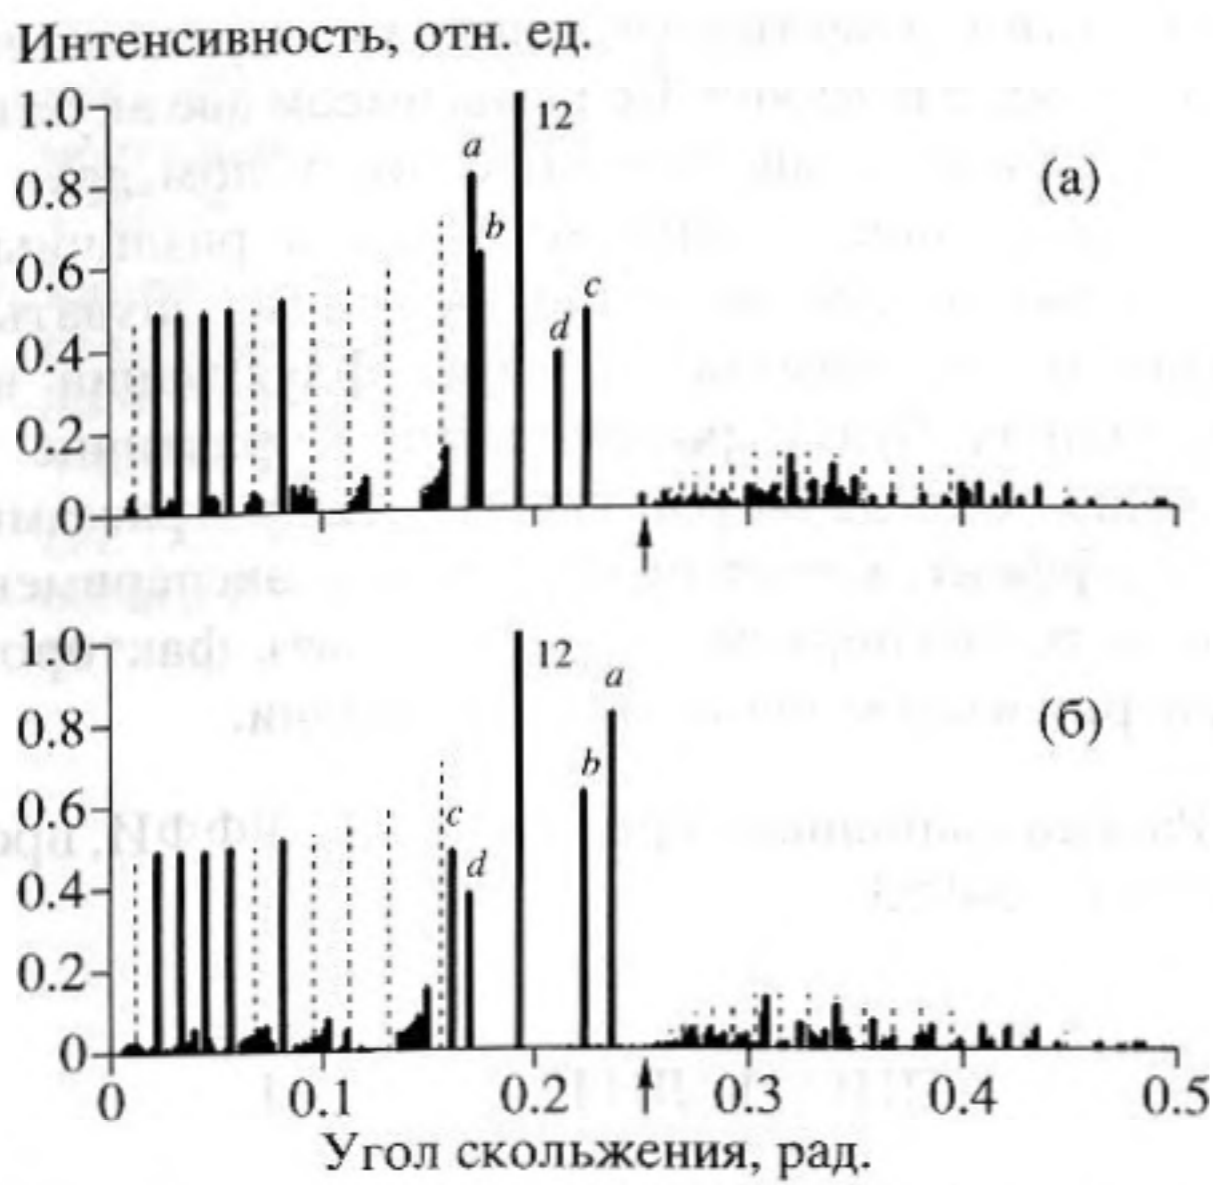 Интенсивность, отн. ед.
1.0
0.8
0.6
0.4
0.2
0
a
b
12
d
c
(а)
1.0
0.8
0.6
0.4
0.2
0
c
d
12
b
a
(б)
0 0.1 0.2 0.3 0.4 0.5
Угол скольжения, рад.